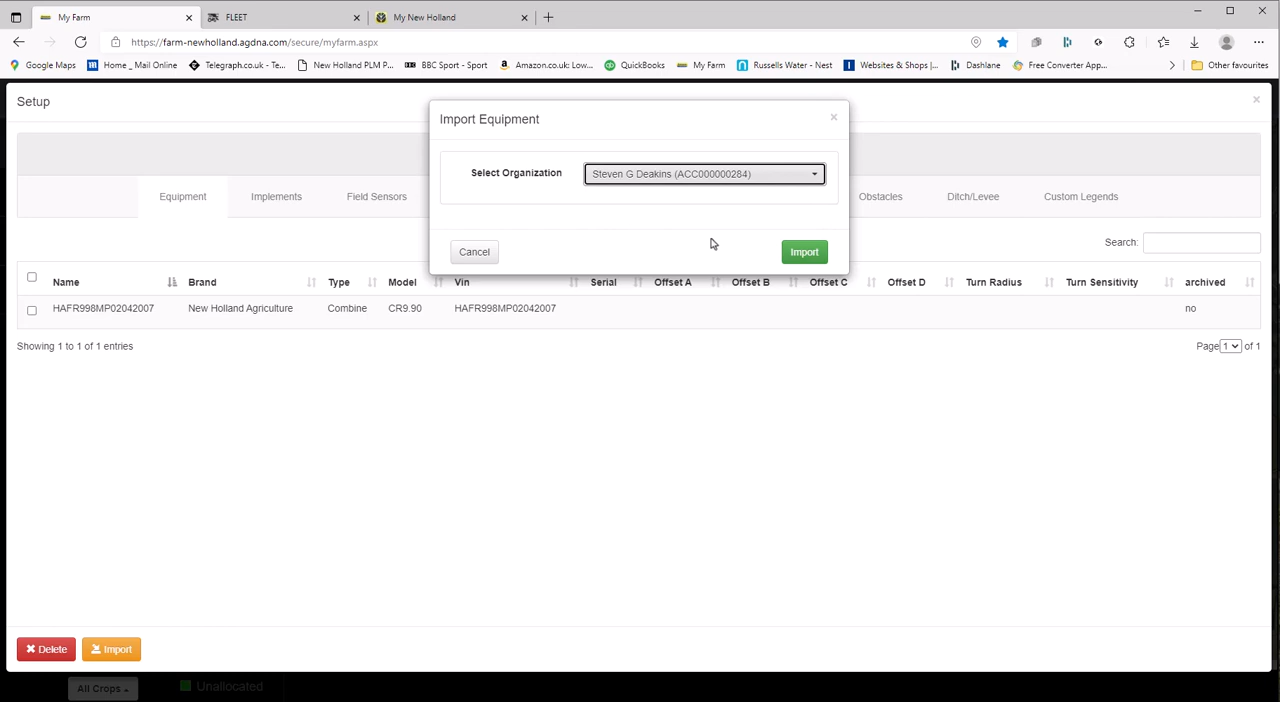 My Farm
FLEET
My New Holland
https://farm-newholland.agdna.com/secure/myfarm.aspx
Google Maps
Home _ Mail Online
Telegraph.co.uk - Te...
New Holland PLM P...
BBC Sport - Sport
Amazon.co.uk: Low...
QuickBooks
My Farm
Russells Water - Nest
Websites & Shops |...
Dashlane
Free Converter App...
Other favourites
Setup
Import Equipment
Select Organization
Steven G Deakins (ACC000000284)
Cancel
Import
Equipment
Implements
Field Sensors
Obstacles
Ditch/Levee
Custom Legends
Search:
Name Brand Type Model Vin Serial Offset A Offset B Offset C Offset D Turn Radius Turn Sensitivity archived
HAFR998MP02042007 New Holland Agriculture Combine CR9.90 HAFR998MP02042007 no
Showing 1 to 1 of 1 entries
Page 1 of 1
Delete
Import
All Crops
Unallocated